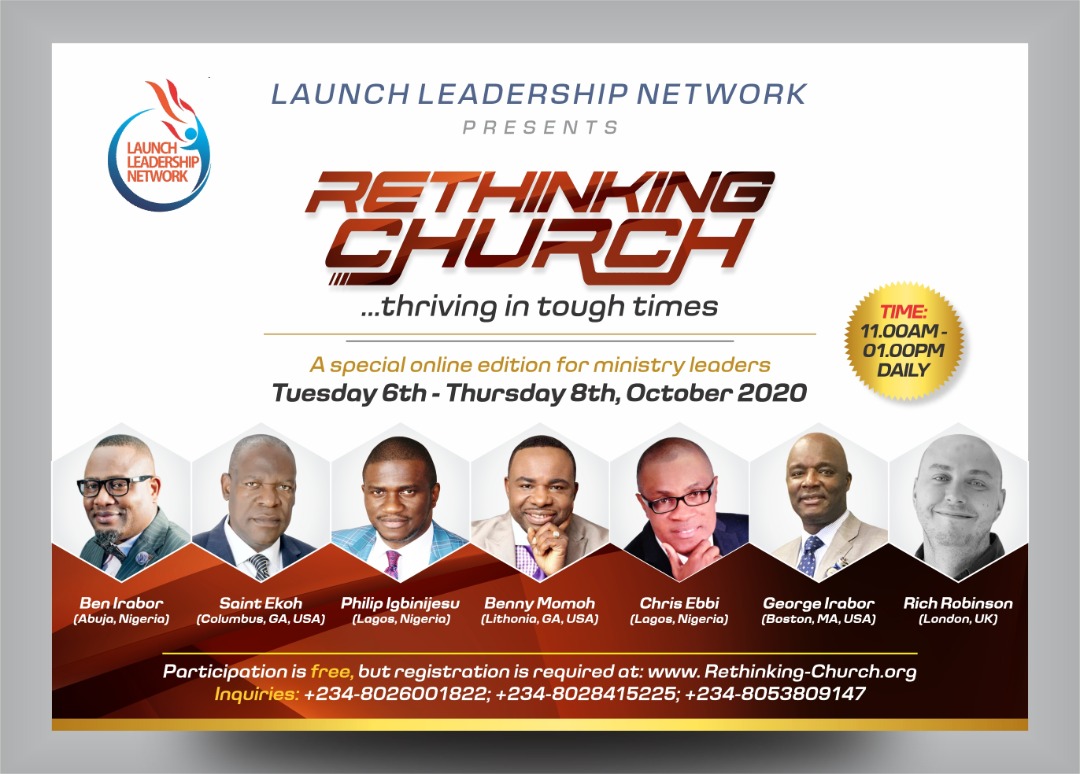 LAUNCH
LEADERSHIP
NETWORK
LAUNCH LEADERSHIP NETWORK
PRESENTS
RETHINKING
CHURCH
...thriving in tough times
A special online edition for ministry leaders
Tuesday 6th - Thursday 8th, October 2020
TIME:
11.00AM -
01.00PM
DAILY
Ben Irabor
(Abuja, Nigeria)
Saint Ekoh
(Columbus, GA, USA)
Philip Igbinijesu
(Lagos, Nigeria)
Benny Momoh
(Lithonia, GA, USA)
Chris Ebbi
(Lagos, Nigeria)
George Irabor
(Boston, MA, USA)
Rich Robinson
(London, UK)
Participation is free, but registration is required at: www. Rethinking-Church.org
Inquiries: +234-8026001822; +234-8028415225; +234-8053809147